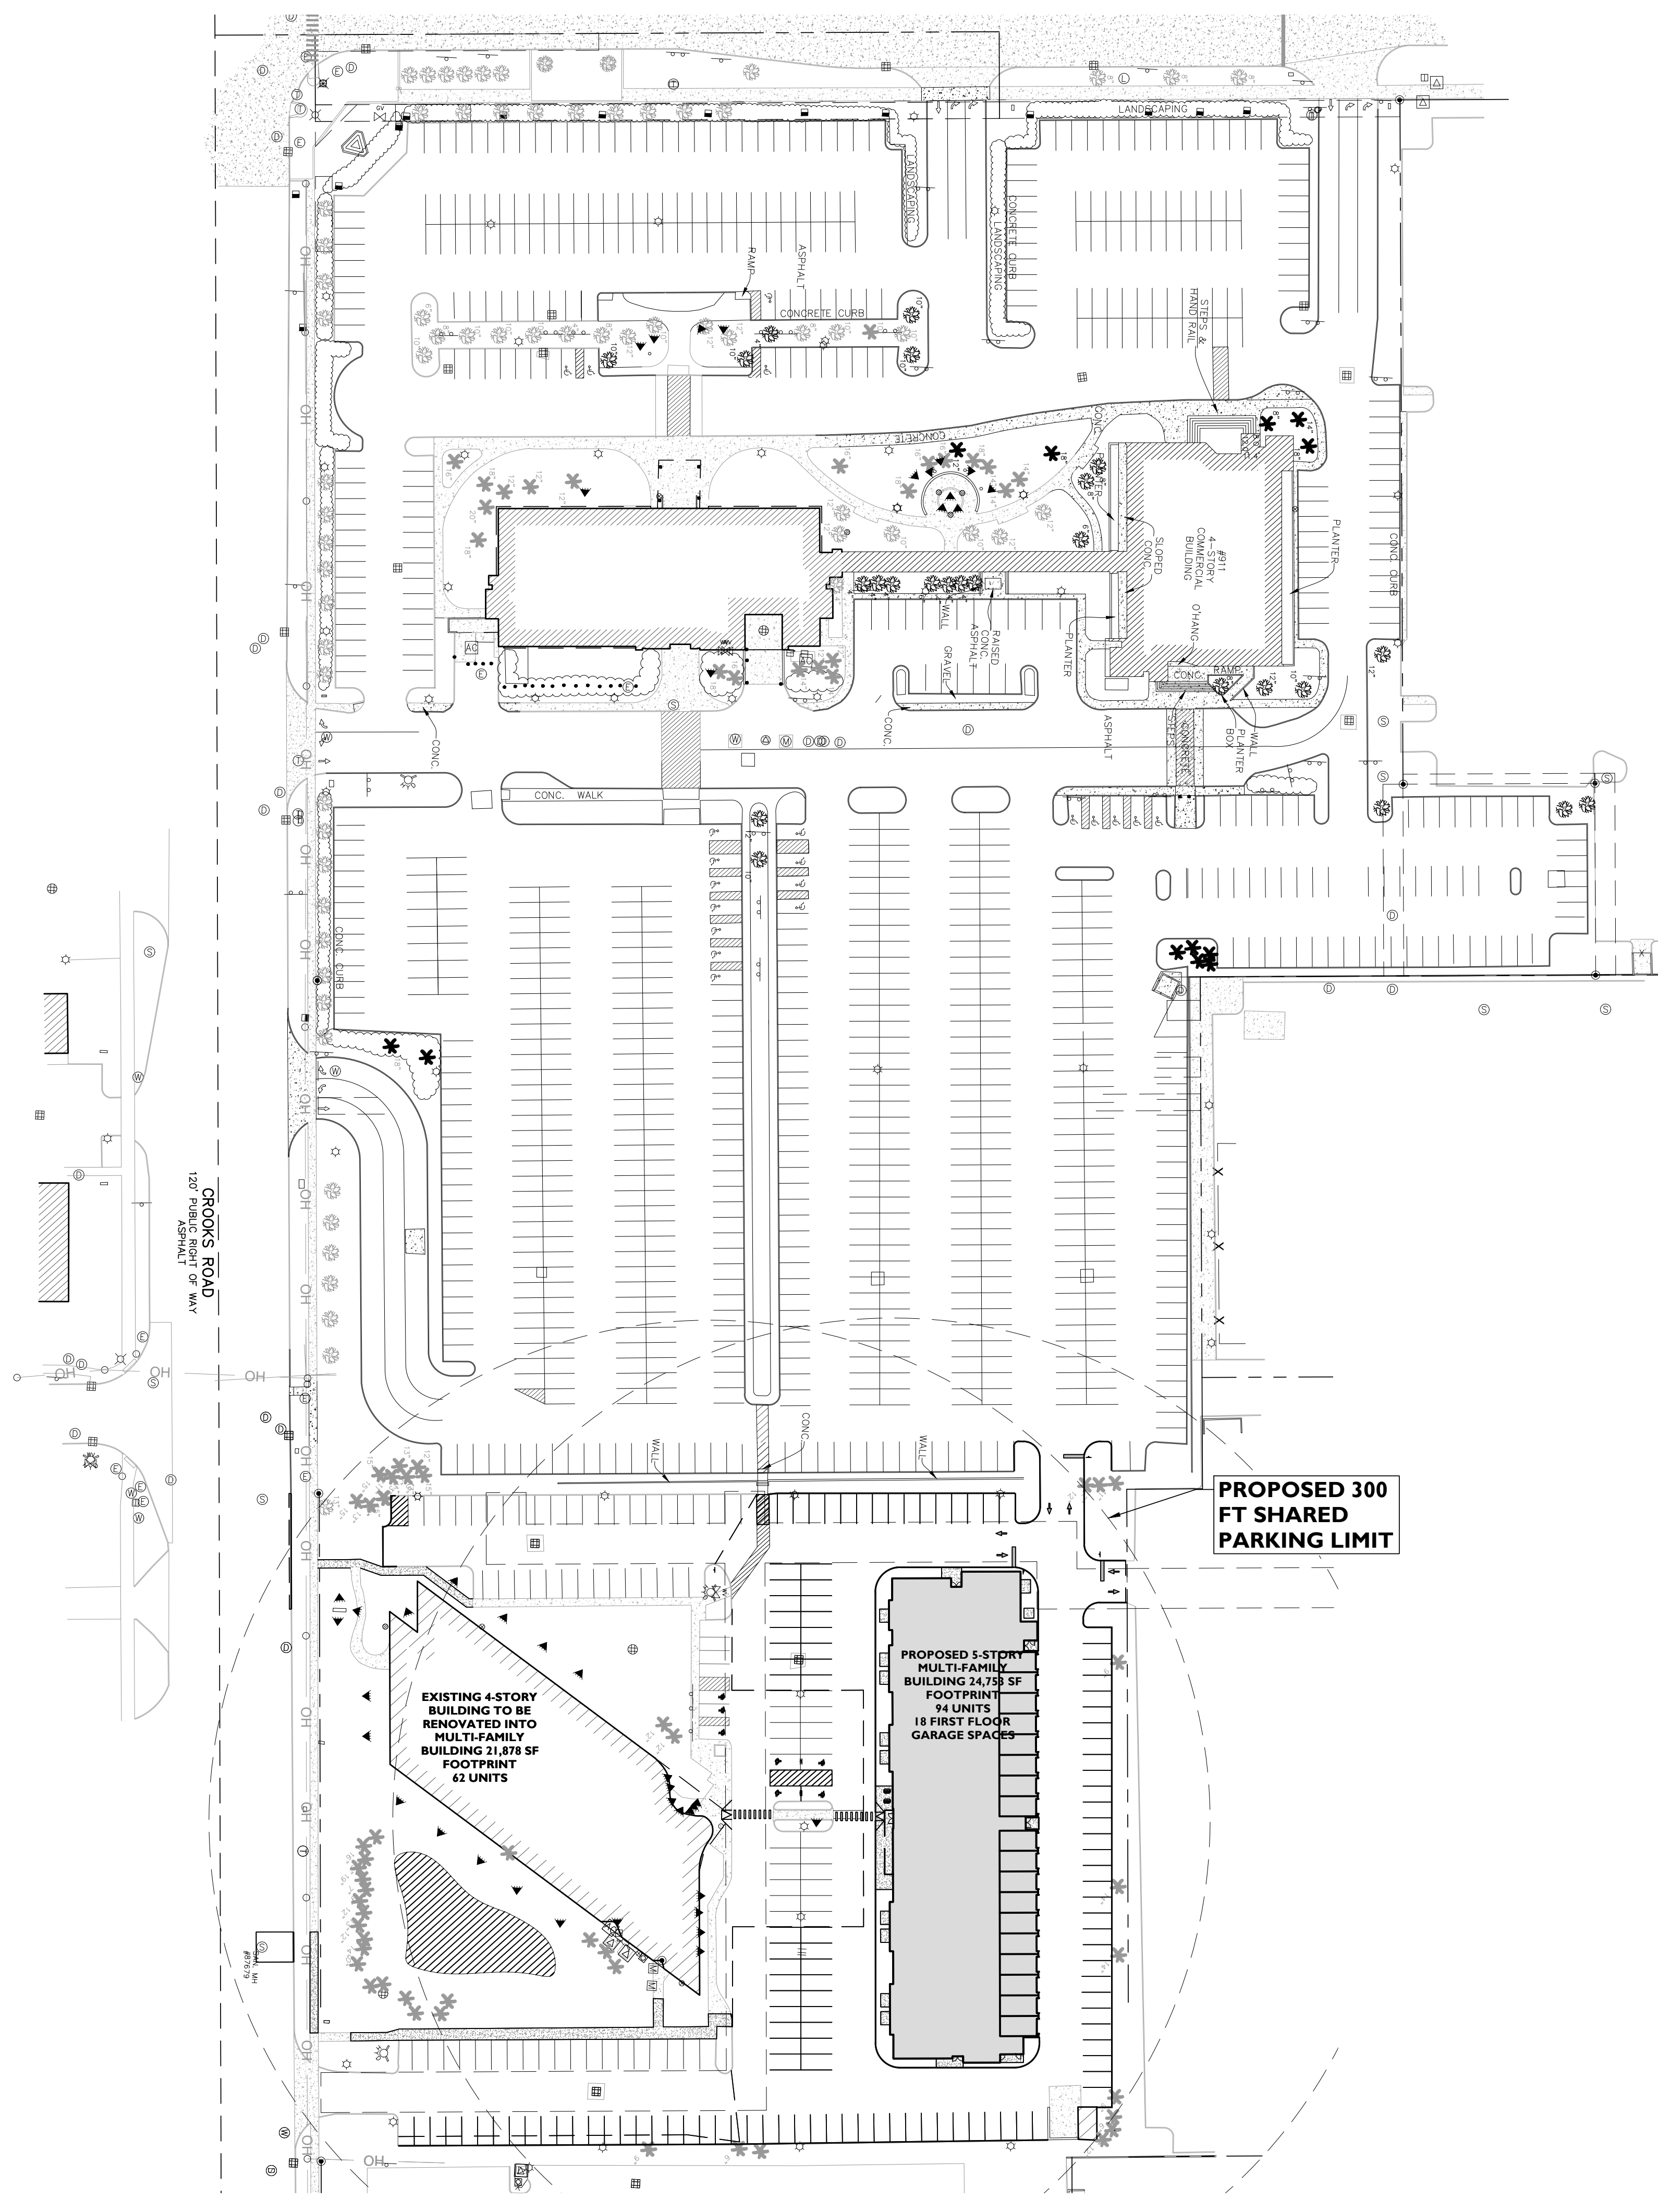 LANDSCAPING
LANDSCAPING
CONCRETE CURB
LANDSCAPING
RAMP
ASPHALT
CONCRETE CURB
STEPS &
HAND RAIL
CONCRETE
CONC.
PLANTER
SLOPED
CONC.
#911
4-STORY
COMMERCIAL
BUILDING
PLANTER
CONC. CURB
O'HANG
WALL
RAISED
CONC.
ASPHALT
GRAVEL
PLANTER
RAMP
CONC.
WALL
PLANTER
BOX
CONCRETE
STEPS
ASPHALT
CONC.
CONC.
CONC. WALK
CONC. CURB
CROOKS ROAD
120' PUBLIC RIGHT OF WAY
ASPHALT
WALL
CONC.
WALL
PROPOSED 300
FT SHARED
PARKING LIMIT
PROPOSED 5-STORY
MULTI-FAMILY
BUILDING 24,753 SF
FOOTPRINT
94 UNITS
18 FIRST FLOOR
GARAGE SPACES
EXISTING 4-STORY
BUILDING TO BE
RENOVATED INTO
MULTI-FAMILY
BUILDING 21,878 SF
FOOTPRINT
62 UNITS
SAN. MH
#87679